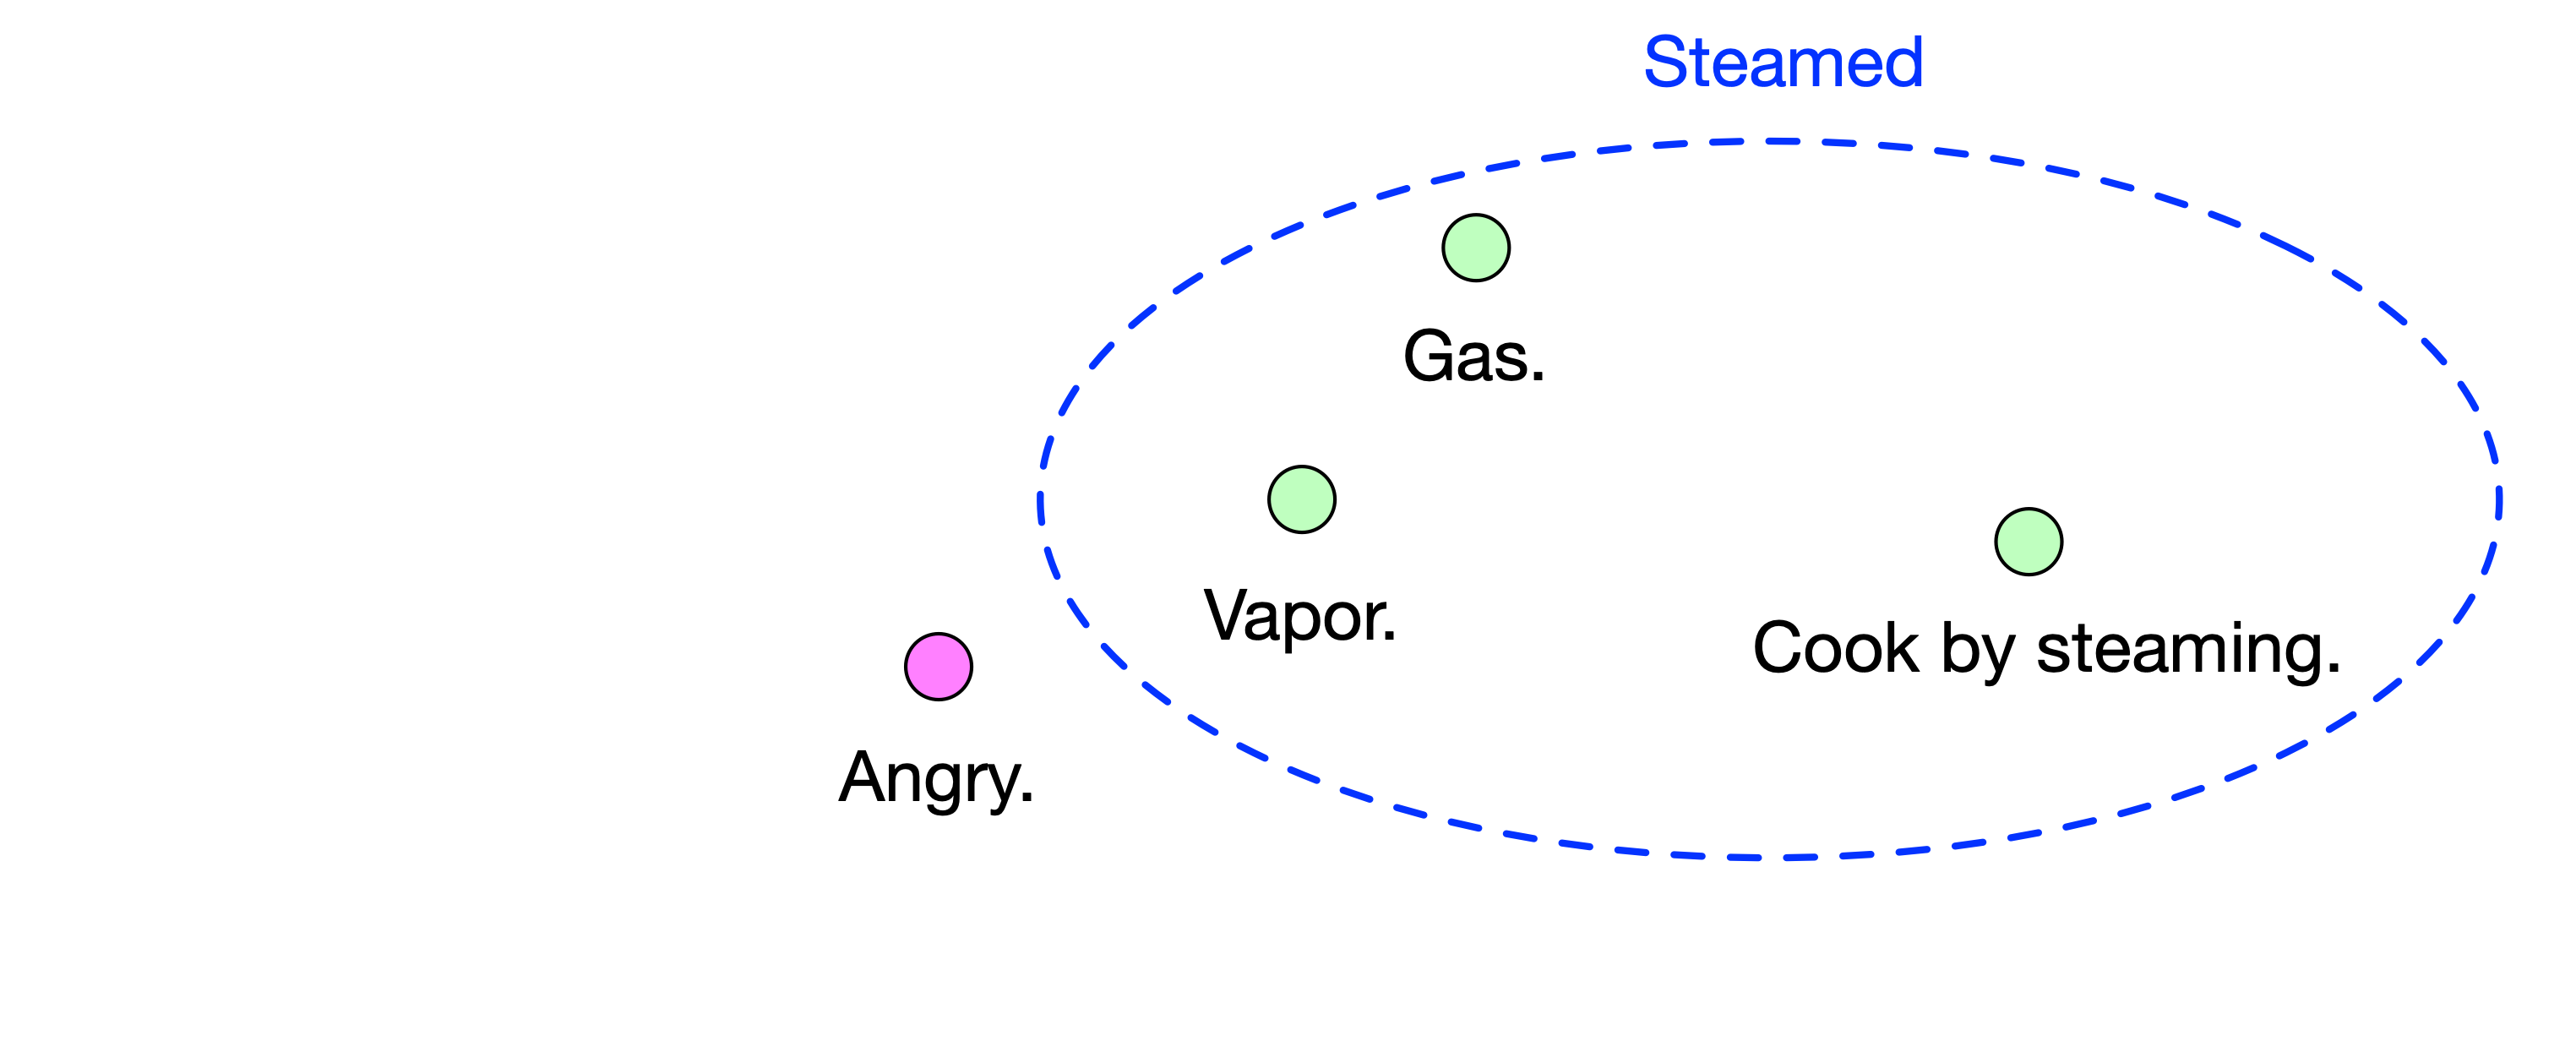 Steamed
Gas.
Vapor.
Cook by steaming.
Angry.